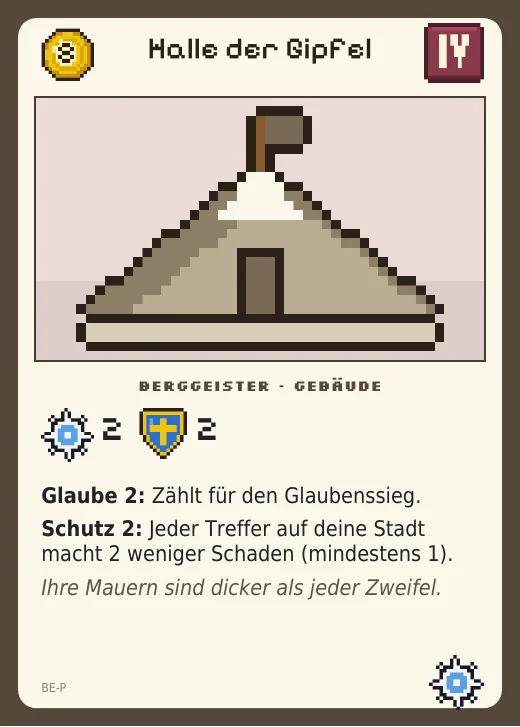 8
Halle der Gipfel
IV
BERGGEISTER - GEBÄUDE
2 2
Glaube 2: Zählt für den Glaubenssieg.
Schutz 2: Jeder Treffer auf deine Stadt
macht 2 weniger Schaden (mindestens 1).
Ihre Mauern sind dicker als jeder Zweifel.
BE-P